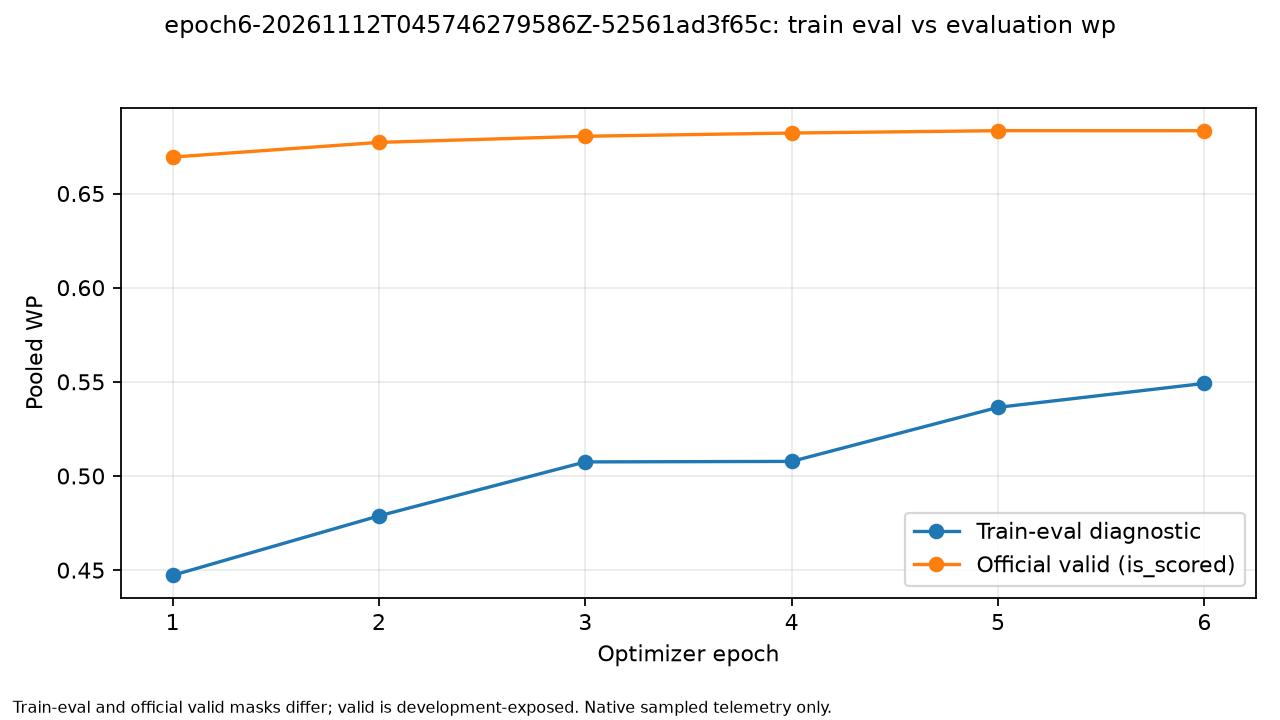 epoch6-20261112T045746279586Z-52561ad3f65c: train eval vs evaluation wp
Pooled WP
0.65
0.60
0.55
0.50
0.45
Train-eval diagnostic
Official valid (is_scored)
1 2 3 4 5 6
Optimizer epoch
Train-eval and official valid masks differ; valid is development-exposed. Native sampled telemetry only.